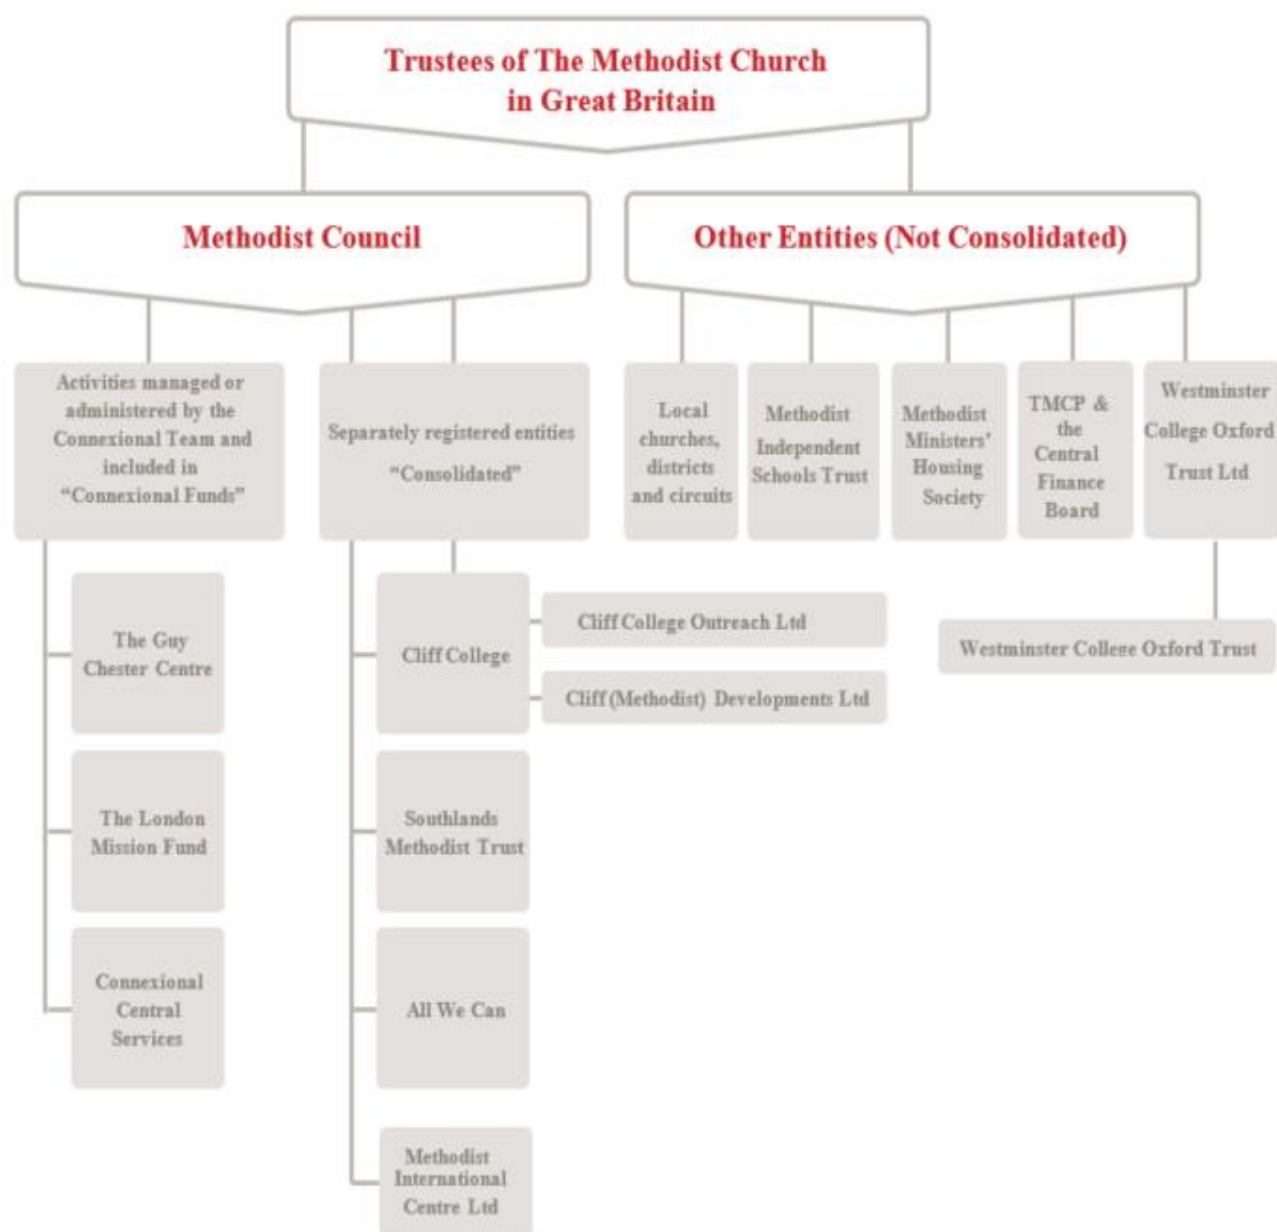 Trustees of The Methodist Church
in Great Britain
Methodist Council
Other Entities (Not Consolidated)
Activities managed or
administered by the
Connexional Team and
included in
“Connexional Funds”
Separately registered entities
“Consolidated”
Local
churches,
districts
and circuits
Methodist
Independent
Schools Trust
Methodist
Ministers'
Housing
Society
TMCP &
the
Central
Finance
Board
Westminster
College Oxford
Trust Ltd
The Guy
Chester Centre
Cliff College
Cliff College Outreach Ltd
Cliff (Methodist) Developments Ltd
Westminster College Oxford Trust
The London
Mission Fund
Southlands
Methodist Trust
Connexional
Central
Services
All We Can
Methodist
International
Centre Ltd